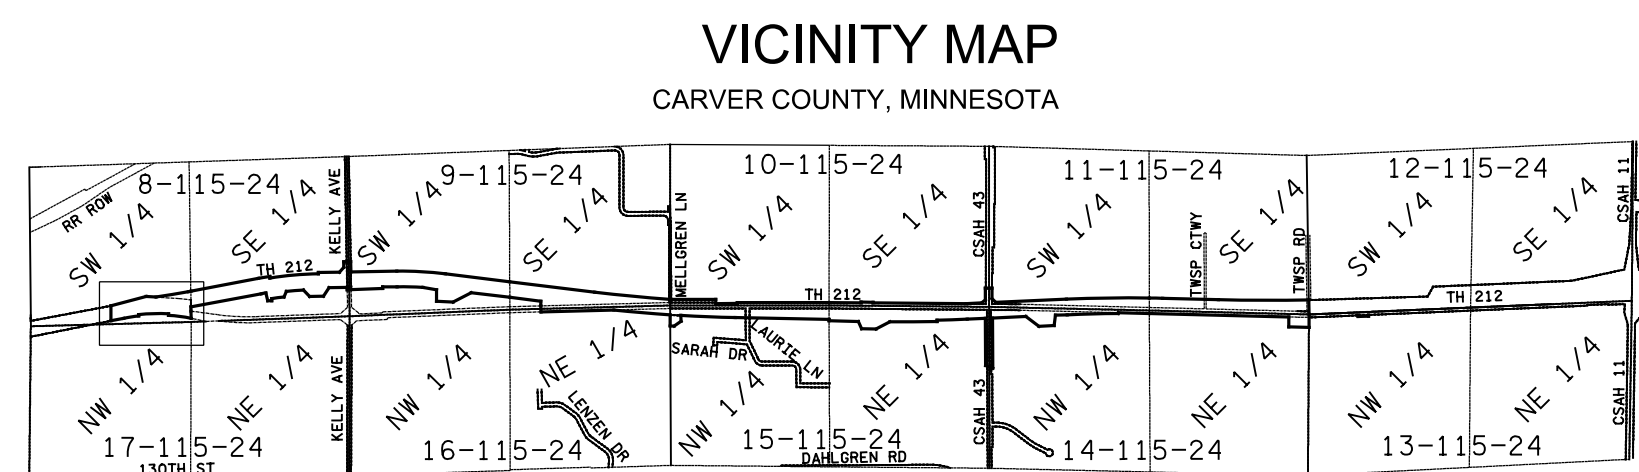 VICINITY MAP
CARVER COUNTY, MINNESOTA
8-115-24
9-115-24
10-115-24
11-115-24
12-115-24
RR ROW
SW 1/4
SE 1/4
KELLY AVE
SW 1/4
SE 1/4
MELLGREN LN
SW 1/4
SE 1/4
CSAH 43
SW 1/4
TWSP CTWY
SE 1/4
TWSP RD
SW 1/4
SE 1/4
CSAH 11
TH 212
TH 212
TH 212
NW 1/4
NE 1/4
KELLY AVE
NW 1/4
NE 1/4
LENZEN DR
SARAH DR
LAURIE LN
NW 1/4
NE 1/4
CSAH 43
NW 1/4
NE 1/4
NW 1/4
NE 1/4
CSAH 11
17-115-24
16-115-24
15-115-24
14-115-24
13-115-24
130TH ST
DAHLGREN RD